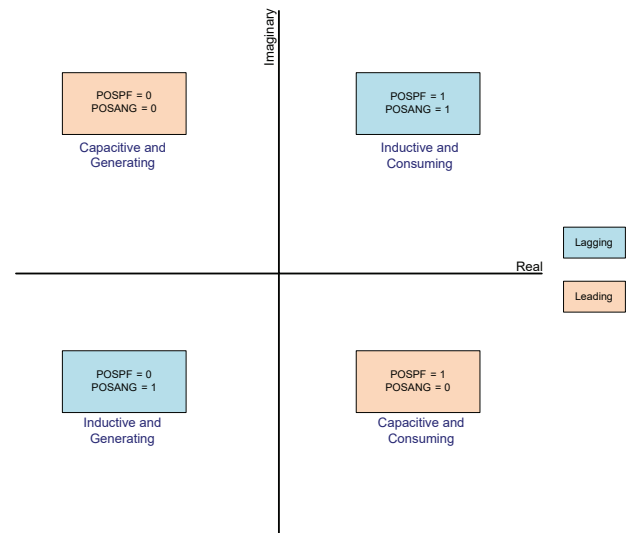 Imaginary
POSPF = 0
POSANG = 0
Capacitive and
Generating
POSPF = 1
POSANG = 1
Inductive and
Consuming
Real
Lagging
Leading
POSPF = 0
POSANG = 1
Inductive and
Generating
POSPF = 1
POSANG = 0
Capacitive and
Consuming